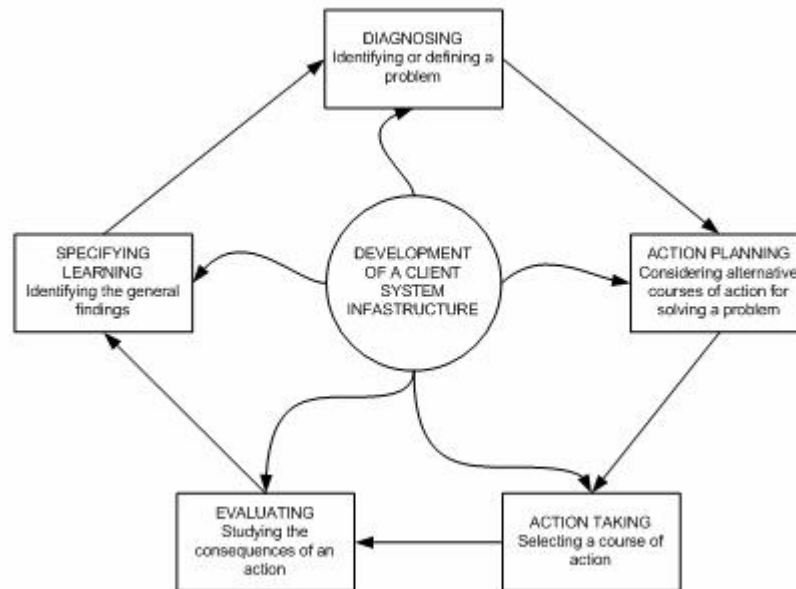 DIAGNOSING
Identifying or defining a
problem
SPECIFYING
LEARNING
Identifying the general
findings
DEVELOPMENT
OF A CLIENT
SYSTEM
INFASTRUCTURE
ACTION PLANNING
Considering alternative
courses of action for
solving a problem
EVALUATING
Studying the
consequences of an
action
ACTION TAKING
Selecting a course of
action